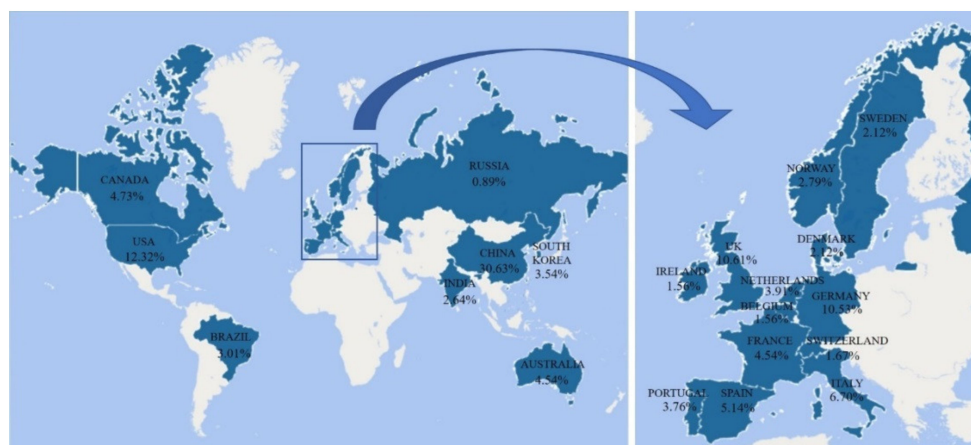 CANADA
4.73%
USA
12.32%
BRAZIL
3.01%
RUSSIA
0.89%
CHINA
30.63%
SOUTH
KOREA
3.54%
INDIA
2.64%
AUSTRALIA
4.54%
SWEDEN
2.12%
NORWAY
2.79%
DENMARK
2.12%
UK
10.61%
IRELAND
1.56%
NETHERLANDS
3.91%
GERMANY
10.53%
BELGIUM
1.56%
FRANCE
4.54%
SWITZERLAND
1.67%
ITALY
6.70%
PORTUGAL
3.76%
SPAIN
5.14%